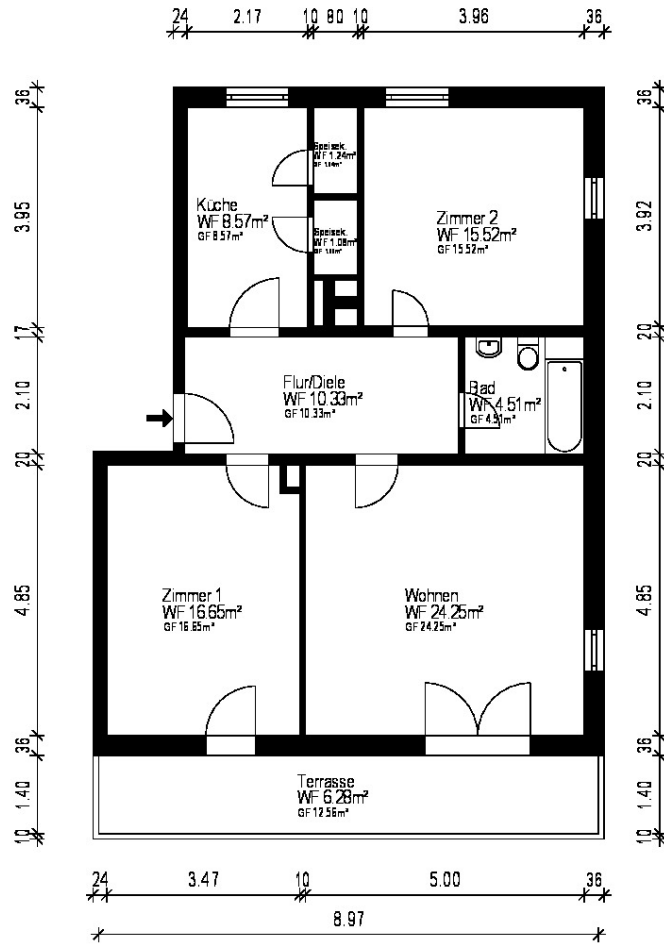 24 2.17 10 80 10 3.96 36
36
3.95
17
2.10
20
4.85
36
1.40
10
Speisek.
WF 1.24m²
Küche
WF 8.57m²
GF 8.57m²
Speisek.
WF 1.08m²
Zimmer 2
WF 15.52m²
GF 15.52m²
Flur/Diele
WF 10.33m²
GF 10.33m²
Bad
WF 4.51m²
GF 4.51m²
Zimmer 1
WF 16.65m²
GF 16.65m²
Wohnen
WF 24.25m²
GF 24.25m²
Terrasse
WF 6.28m²
GF 12.56m²
36
3.92
20
2.10
20
4.85
36
1.40
10
24 3.47 10 5.00 36
8.97